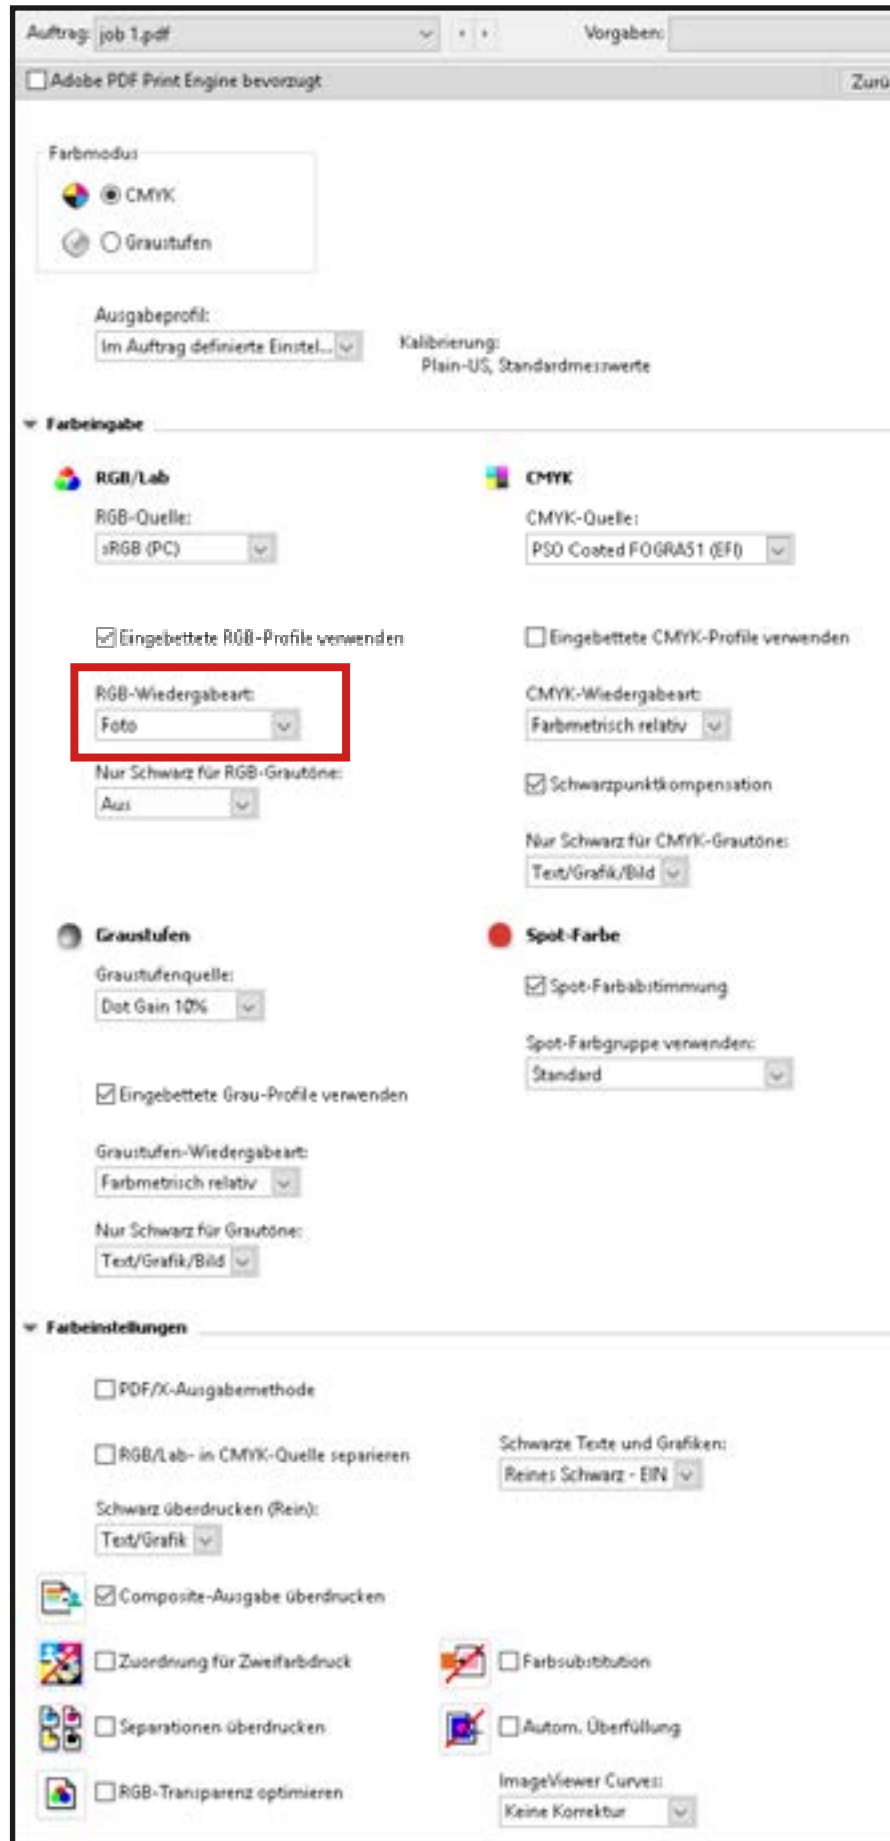 Auftrag: job 1.pdf Vorgaben:
Adobe PDF Print Engine bevorzugt
Farbmodus
CMYK
Graustufen
Ausgabeprofil:
Im Auftrag definierte Einstel...
Kalibrierung:
Plain-US, Standardmesswerte
Farbeingabe
RGB/Lab
RGB-Quelle:
sRGB (PC)
Eingebettete RGB-Profile verwenden
RGB-Wiedergabeart:
Foto
Nur Schwarz für RGB-Grautöne:
Aus
CMYK
CMYK-Quelle:
PSO Coated FOGRA51 (EFI)
Eingebettete CMYK-Profile verwenden
CMYK-Wiedergabeart:
Farbmetrisch relativ
Schwarzpunktkompensation
Nur Schwarz für CMYK-Grautöne:
Text/Grafik/Bild
Graustufen
Graustufenquelle:
Dot Gain 10%
Eingebettete Grau-Profile verwenden
Graustufen-Wiedergabeart:
Farbmetrisch relativ
Nur Schwarz für Grautöne:
Text/Grafik/Bild
Spot-Farbe
Spot-Farbabstimmung
Spot-Farbgruppe verwenden:
Standard
Farbeinstellungen
PDF/X-Ausgabemethode
RGB/Lab- in CMYK-Quelle separieren
Schwarze Texte und Grafiken:
Reines Schwarz - EIN
Schwarz überdrucken (Rein):
Text/Grafik
Composite-Ausgabe überdrucken
Zuordnung für Zweifarbdruck
Farbsubstitution
Separationen überdrucken
Autom. Überfüllung
RGB-Transparenz optimieren
ImageViewer Curves:
Keine Korrektur